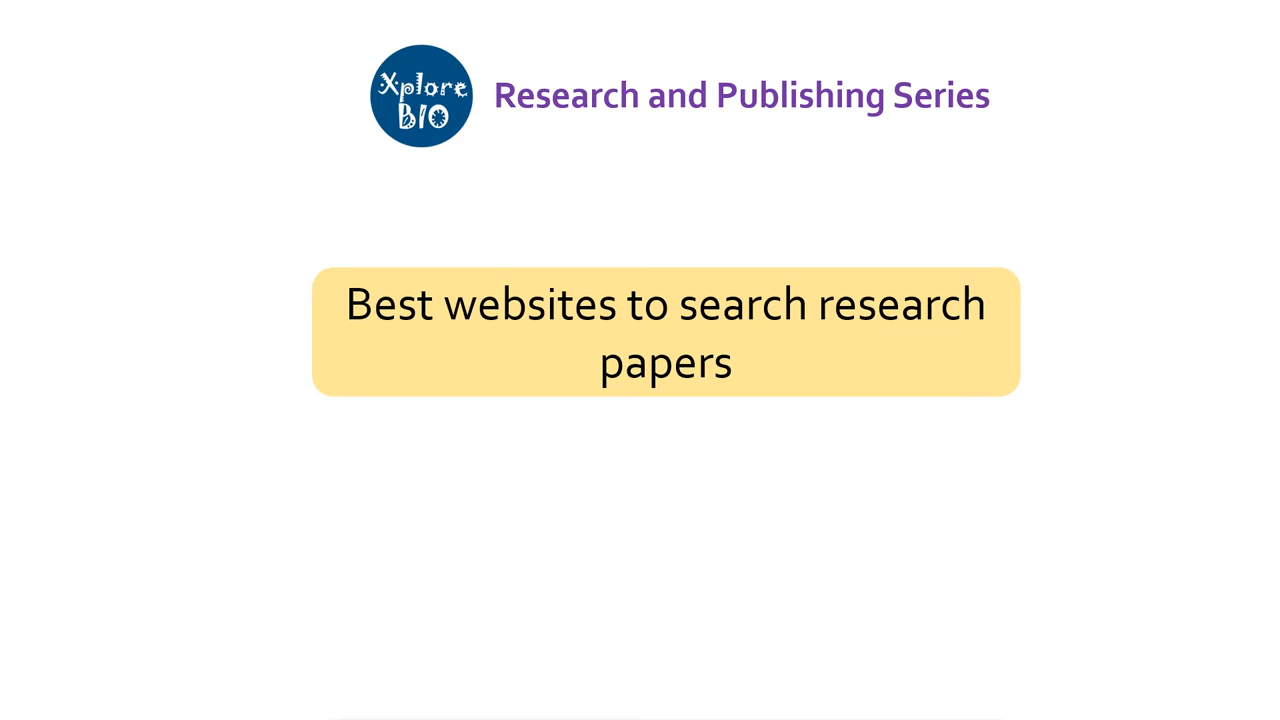 Xplore
BIO
Research and Publishing Series
Best websites to search research
papers